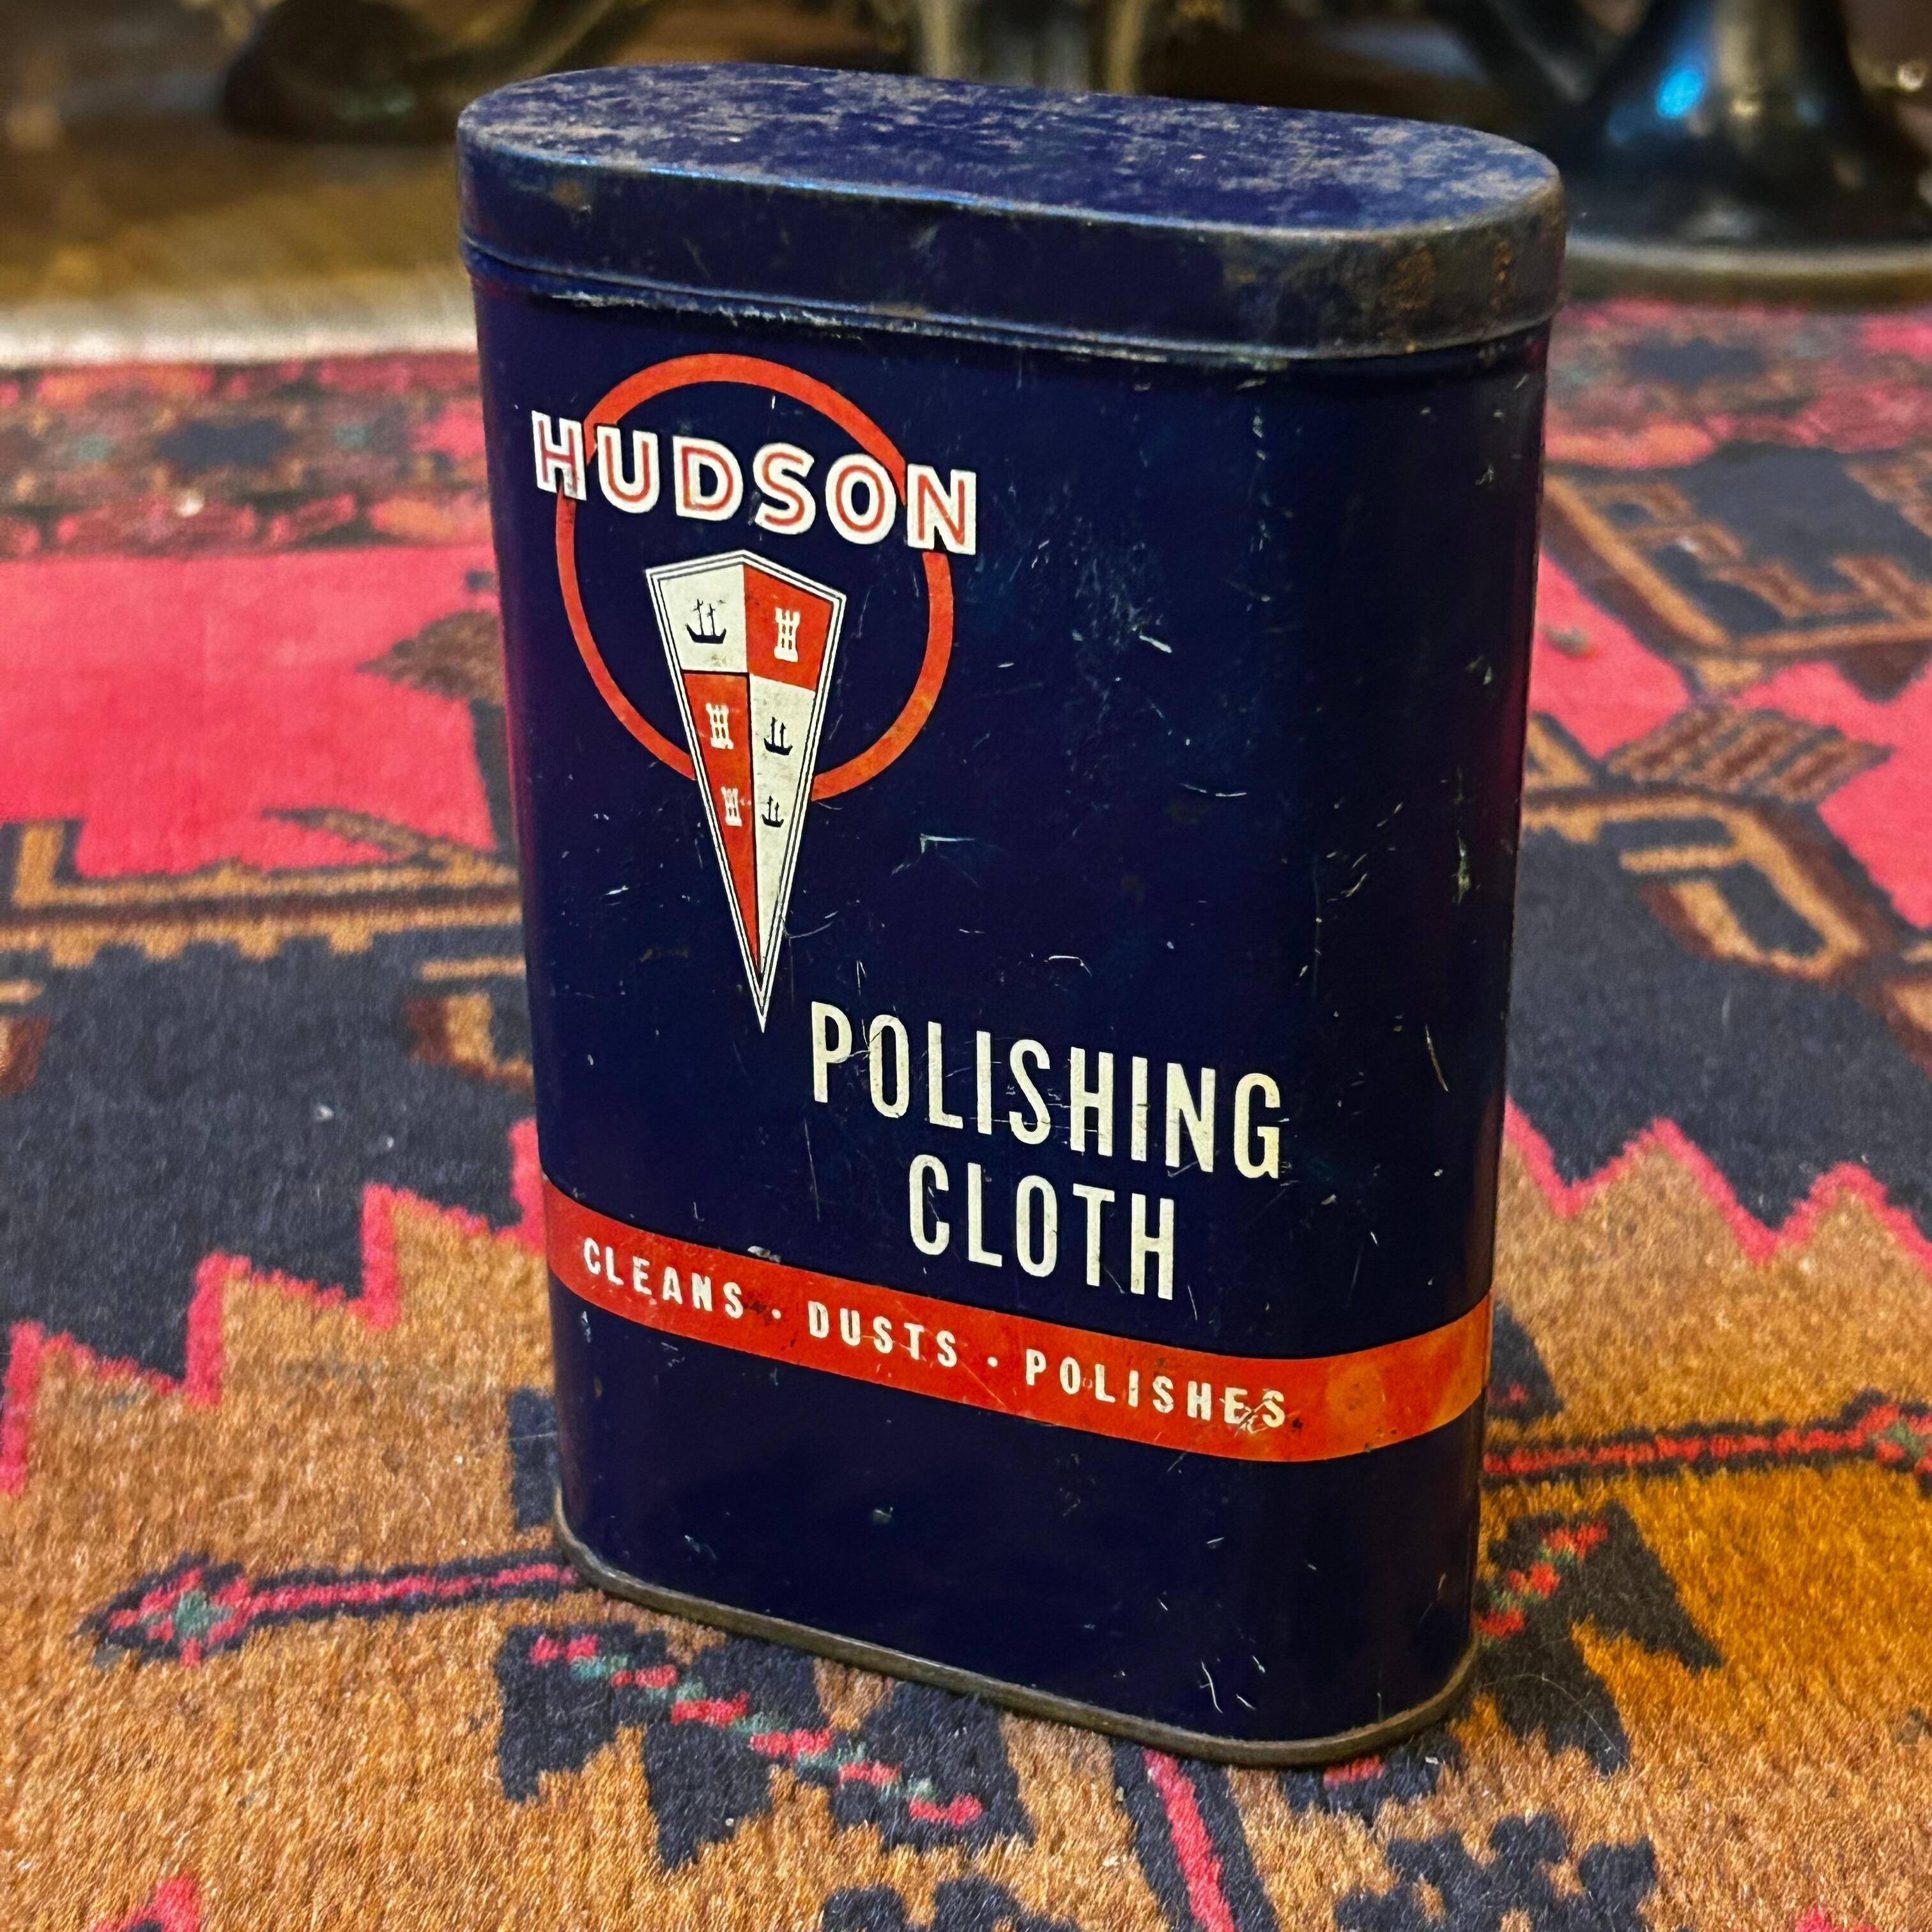 HUDSON
POLISHING
CLOTH
CLEANS · DUSTS · POLISHES